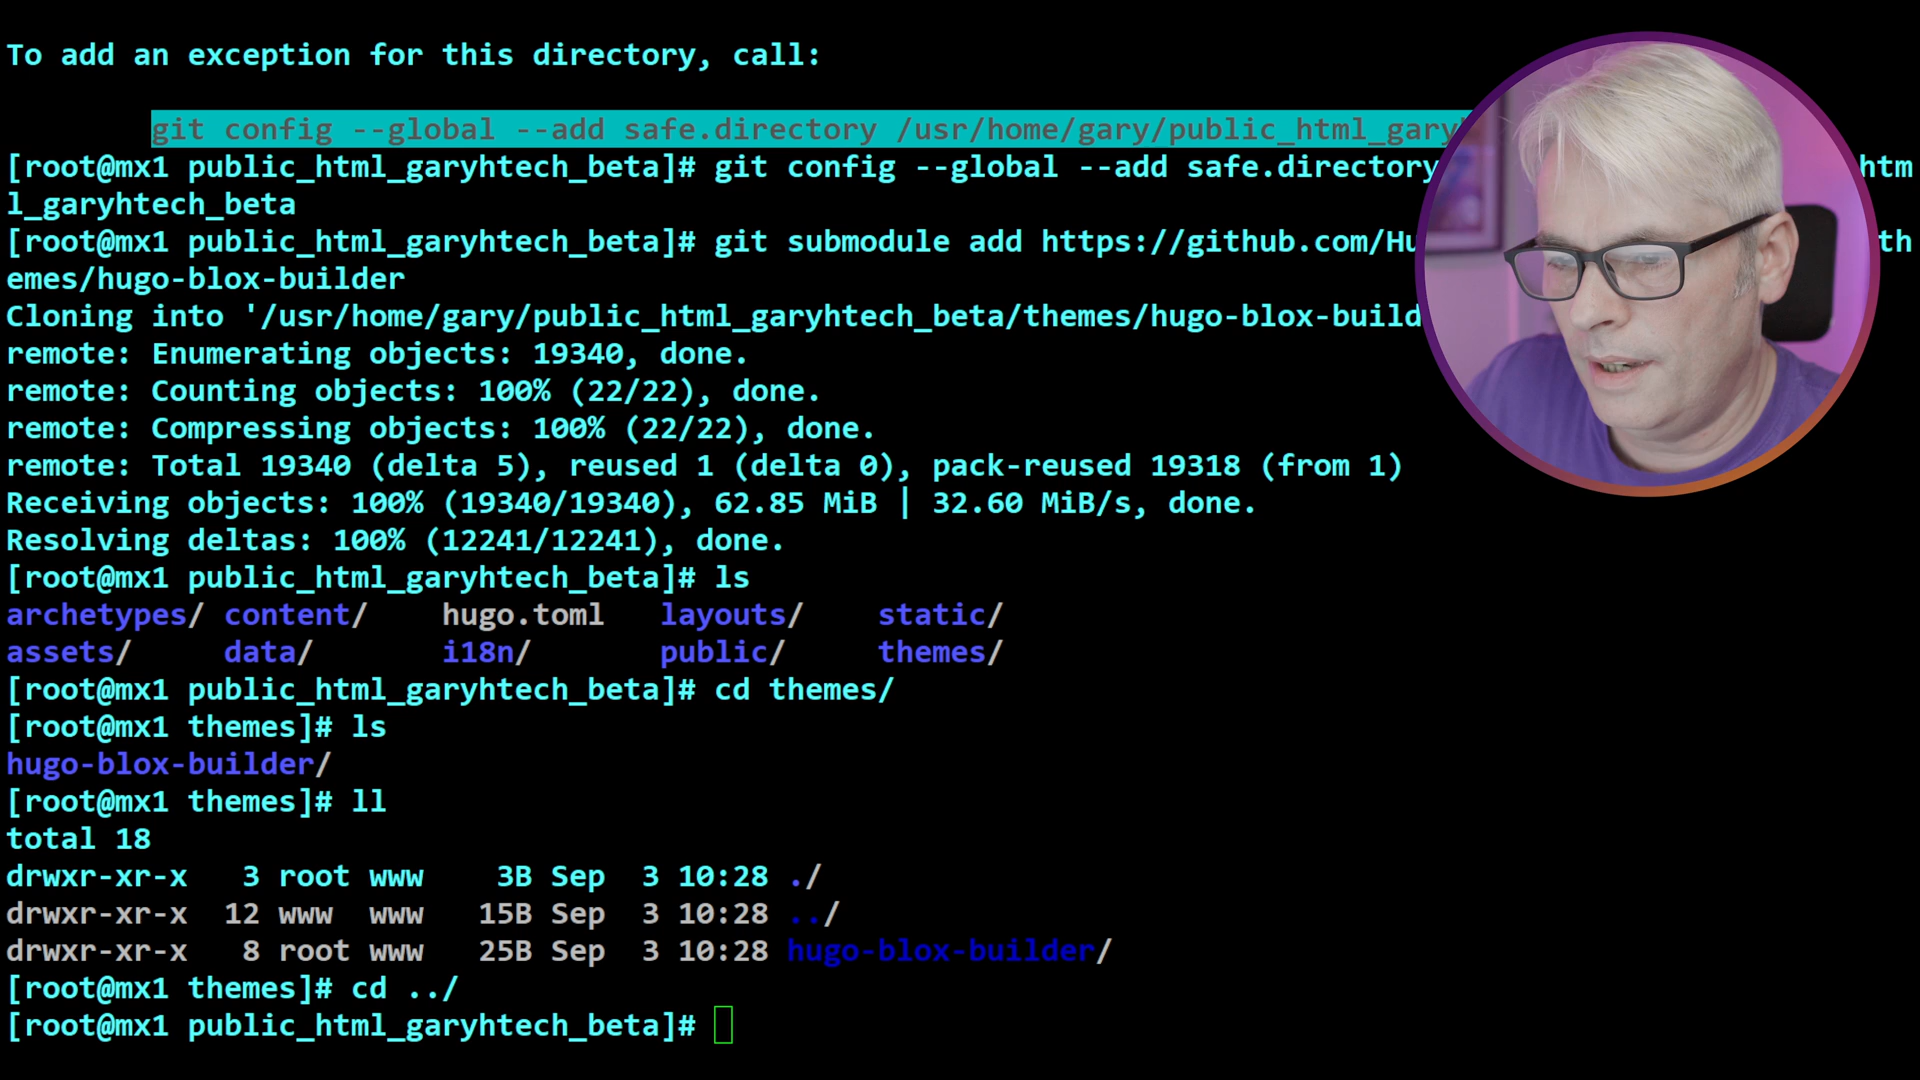 To add an exception for this directory, call:
git config --global --add safe.directory /usr/home/gary/public_html_gary
[root@mx1 public_html_garyhtech_beta]# git config --global --add safe.directory htm
l_garyhtech_beta
[root@mx1 public_html_garyhtech_beta]# git submodule add https://github.com/Hu th
emes/hugo-blox-builder
Cloning into '/usr/home/gary/public_html_garyhtech_beta/themes/hugo-blox-build
remote: Enumerating objects: 19340, done.
remote: Counting objects: 100% (22/22), done.
remote: Compressing objects: 100% (22/22), done.
remote: Total 19340 (delta 5), reused 1 (delta 0), pack-reused 19318 (from 1)
Receiving objects: 100% (19340/19340), 62.85 MiB | 32.60 MiB/s, done.
Resolving deltas: 100% (12241/12241), done.
[root@mx1 public_html_garyhtech_beta]# ls
archetypes/ content/ hugo.toml layouts/ static/
assets/ data/ i18n/ public/ themes/
[root@mx1 public_html_garyhtech_beta]# cd themes/
[root@mx1 themes]# ls
hugo-blox-builder/
[root@mx1 themes]# ll
total 18
drwxr-xr-x 3 root www 3B Sep 3 10:28 ./
drwxr-xr-x 12 www www 15B Sep 3 10:28 ../
drwxr-xr-x 8 root www 25B Sep 3 10:28 hugo-blox-builder/
[root@mx1 themes]# cd ../
[root@mx1 public_html_garyhtech_beta]#